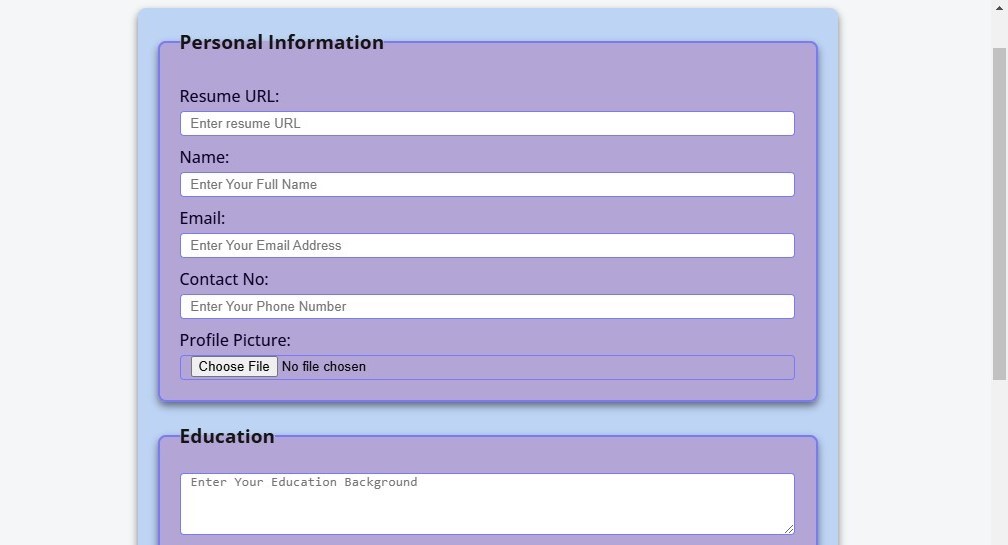 Personal Information
Resume URL:
Enter resume URL
Name:
Enter Your Full Name
Email:
Enter Your Email Address
Contact No:
Enter Your Phone Number
Profile Picture:
Choose File No file chosen
Education
Enter Your Education Background